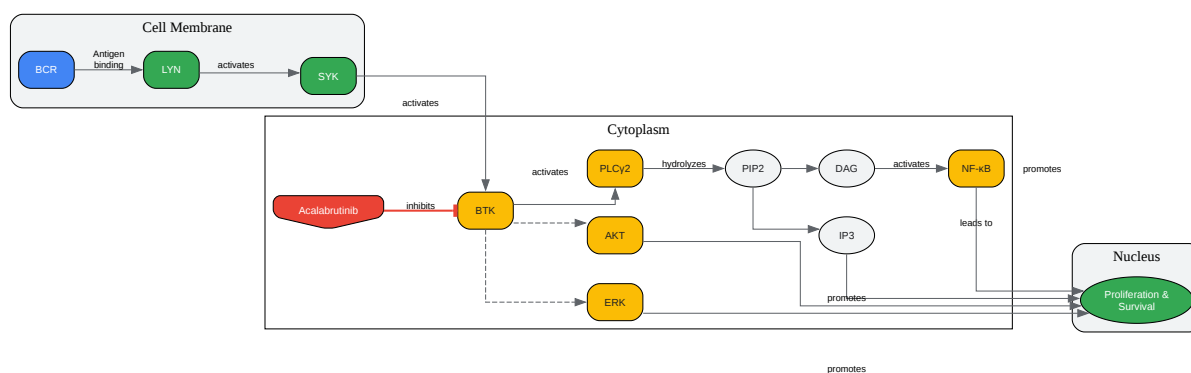 Cell Membrane
BCR
Antigen
binding
LYN
activates
SYK
activates
Cytoplasm
activates
PLCγ2
hydrolyzes
PIP2
DAG
activates
NF-κB
promotes
Acalabrutinib
inhibits
BTK
AKT
IP3
leads to
Nucleus
ERK
promotes
Proliferation &
Survival
promotes